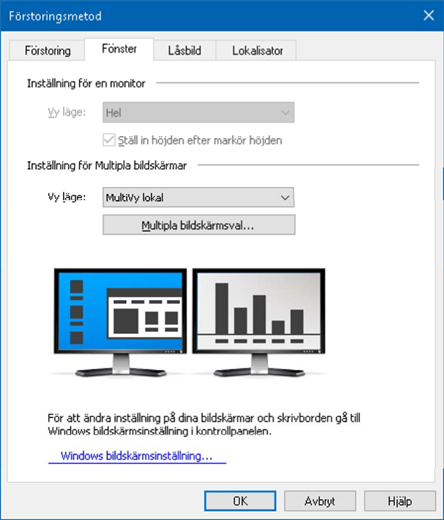 Förstoringsmetod
Förstoring Fönster Låsbild Lokalisator
Inställning för en monitor
Vy läge: Hel
Ställ in höjden efter markör höjden
Inställning för Multipla bildskärmar
Vy läge: MultiVy lokal
Multipla bildskärmsval...
För att ändra inställning på dina bildskärmar och skrivborden gå till
Windows bildskärmsinställning i kontrollpanelen.
Windows bildskärmsinställning...
OK Avbryt Hjälp